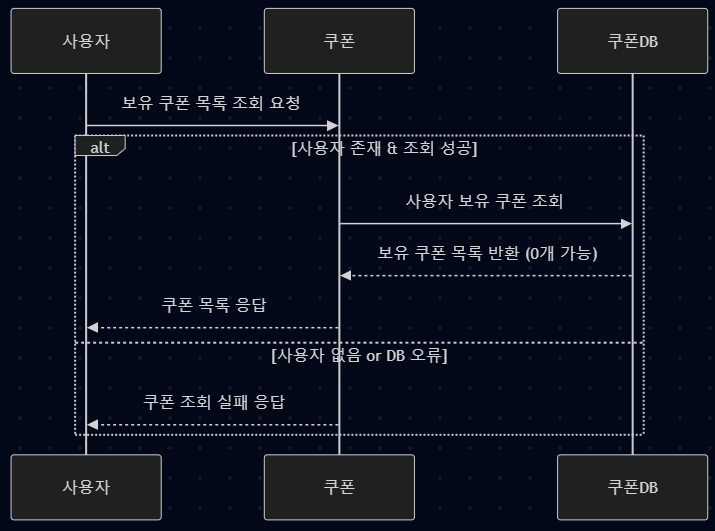 사용자
쿠폰
쿠폰DB
보유 쿠폰 목록 조회 요청
alt
[사용자 존재 & 조회 성공]
사용자 보유 쿠폰 조회
보유 쿠폰 목록 반환 (0개 가능)
쿠폰 목록 응답
[사용자 없음 or DB 오류]
쿠폰 조회 실패 응답
사용자
쿠폰
쿠폰DB